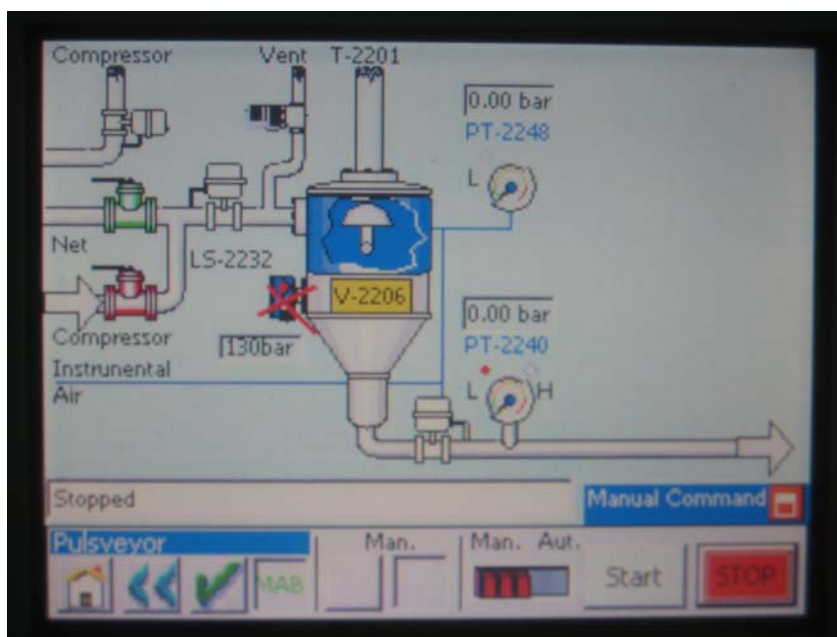 Compressor Vent T-2201
0.00 bar
PT-2248
L
Net
LS-2232
V-2206
0.00 bar
Compressor
130bar
PT-2240
Instrunental
Air
L H
Stopped
Manual Command
Pulsveyor Man. Man. Aut.
MAB Start STOP